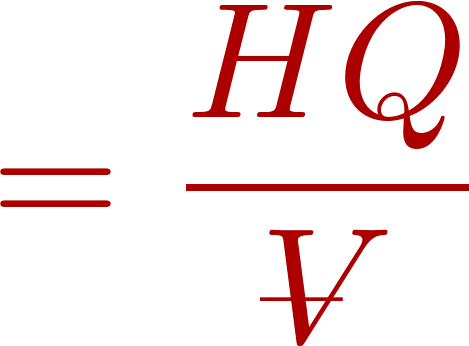 = HQ
V̶